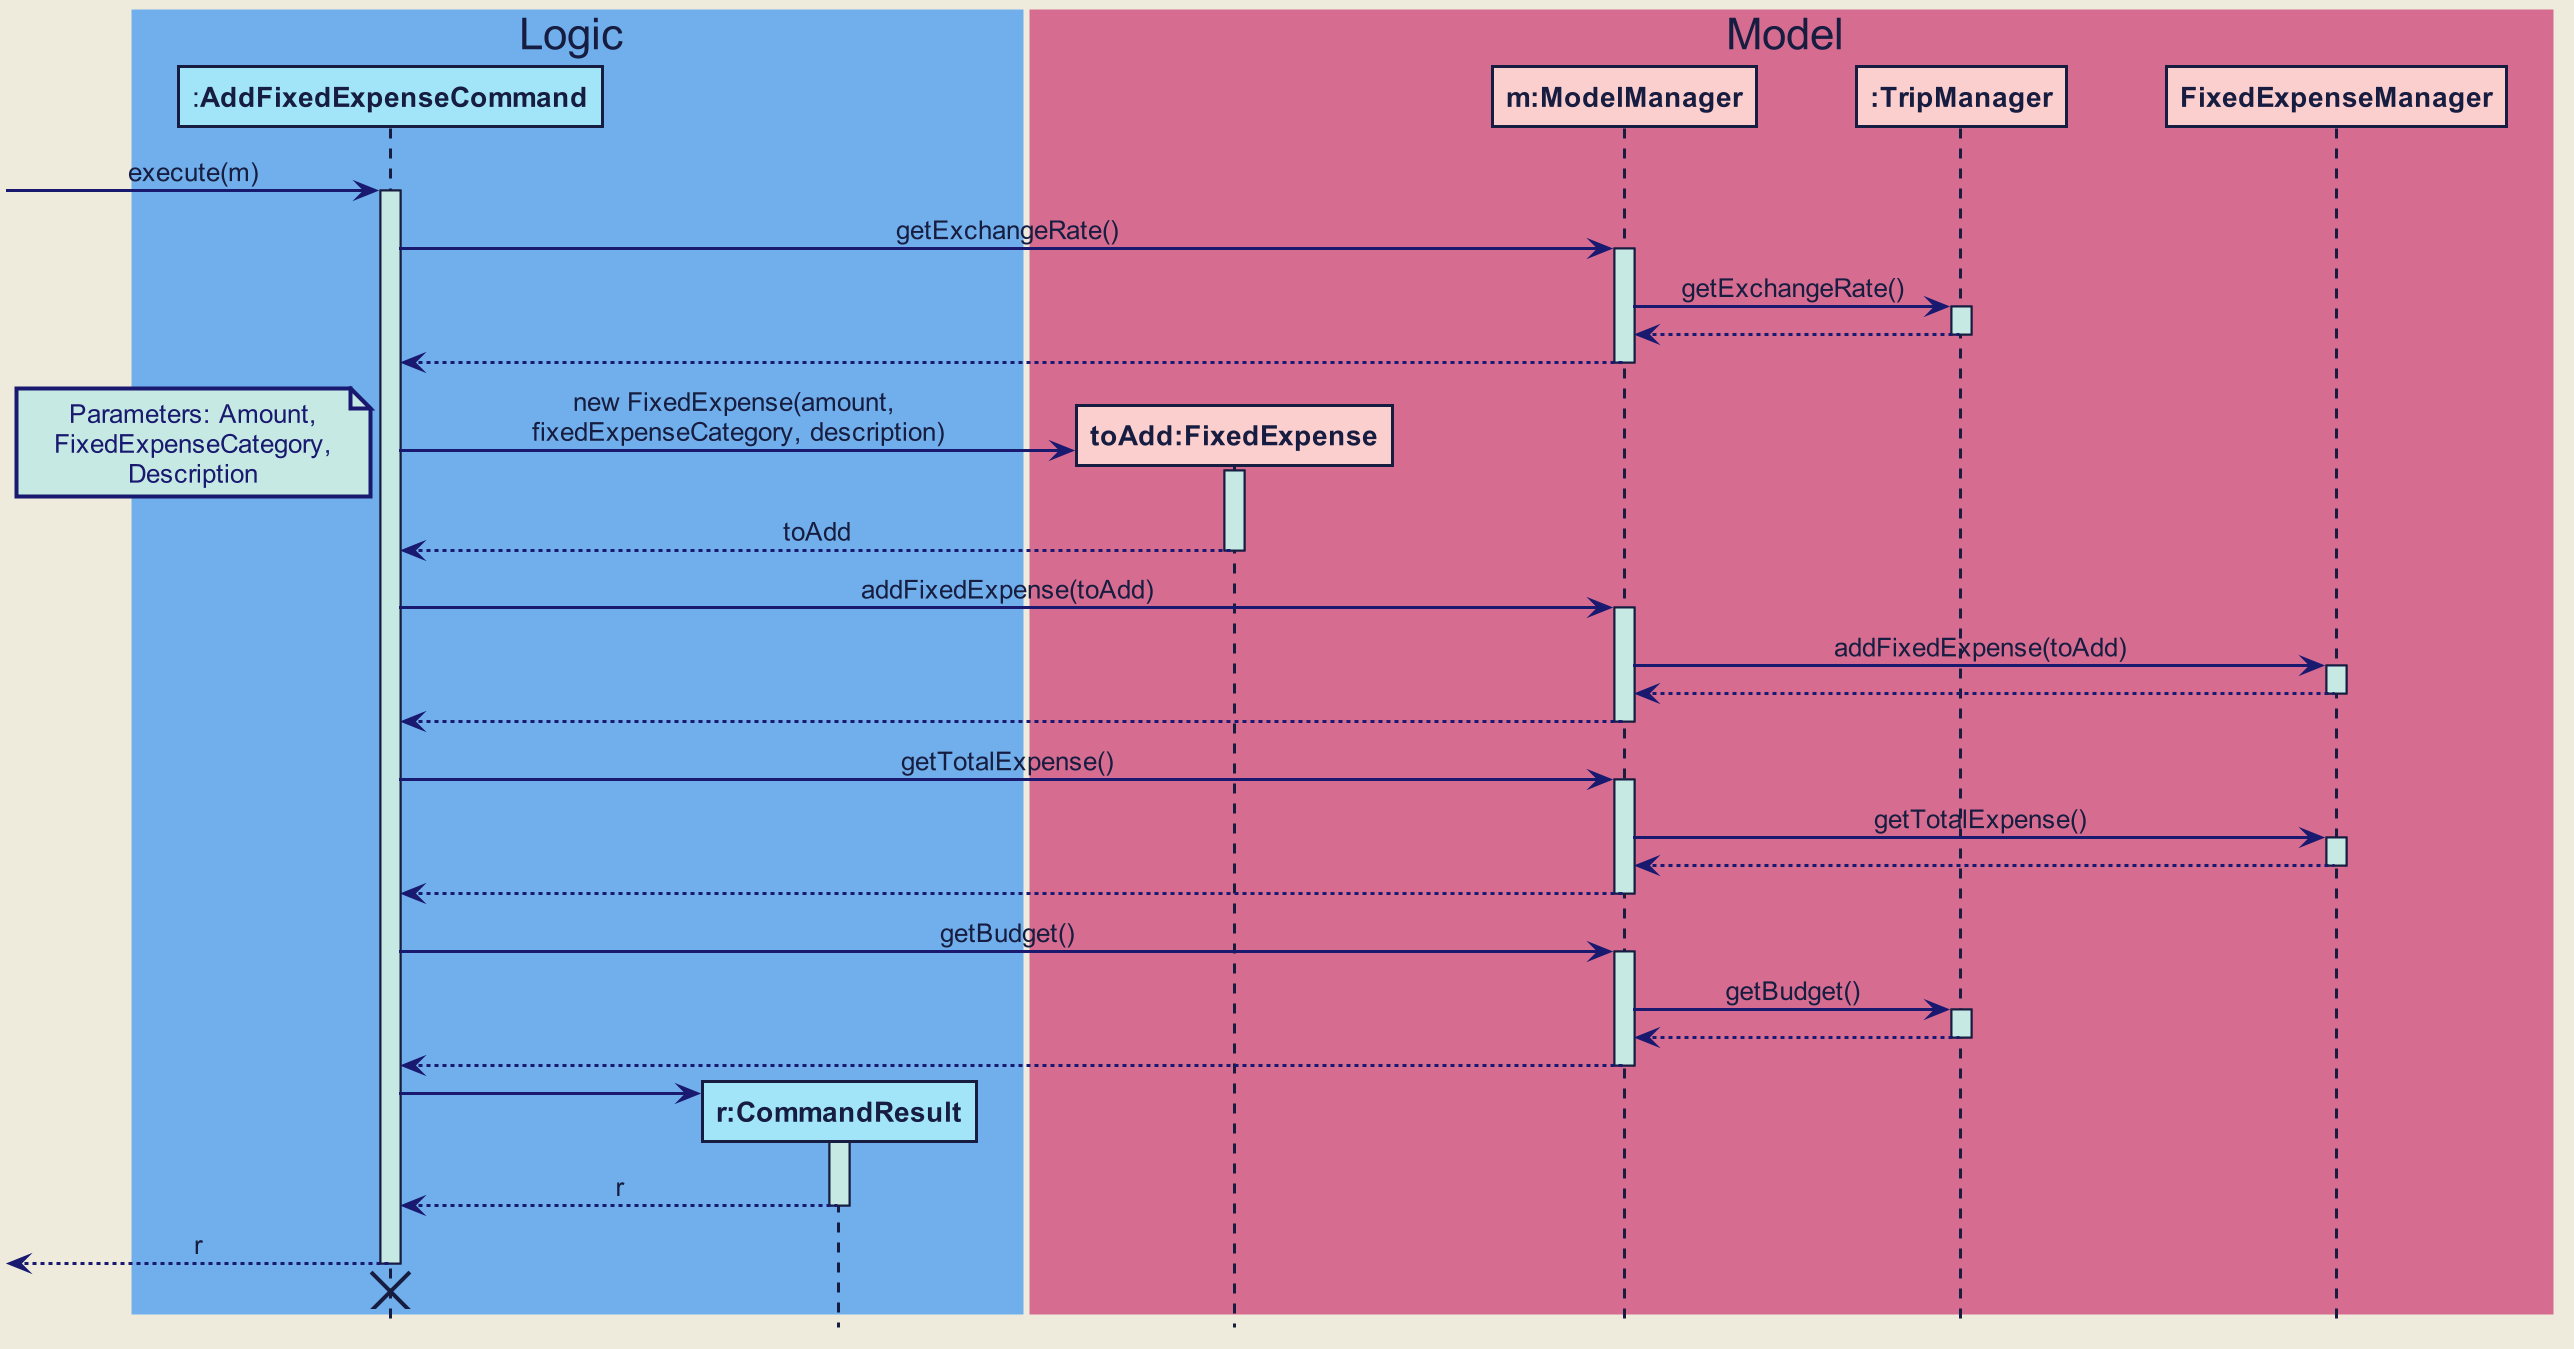 Logic
Model
:AddFixedExpenseCommand
m:ModelManager
:TripManager
FixedExpenseManager
execute(m)
getExchangeRate()
getExchangeRate()
Parameters: Amount,
FixedExpenseCategory,
Description
new FixedExpense(amount,
fixedExpenseCategory, description)
toAdd:FixedExpense
toAdd
addFixedExpense(toAdd)
addFixedExpense(toAdd)
getTotalExpense()
getTotalExpense()
getBudget()
getBudget()
r:CommandResult
r
r